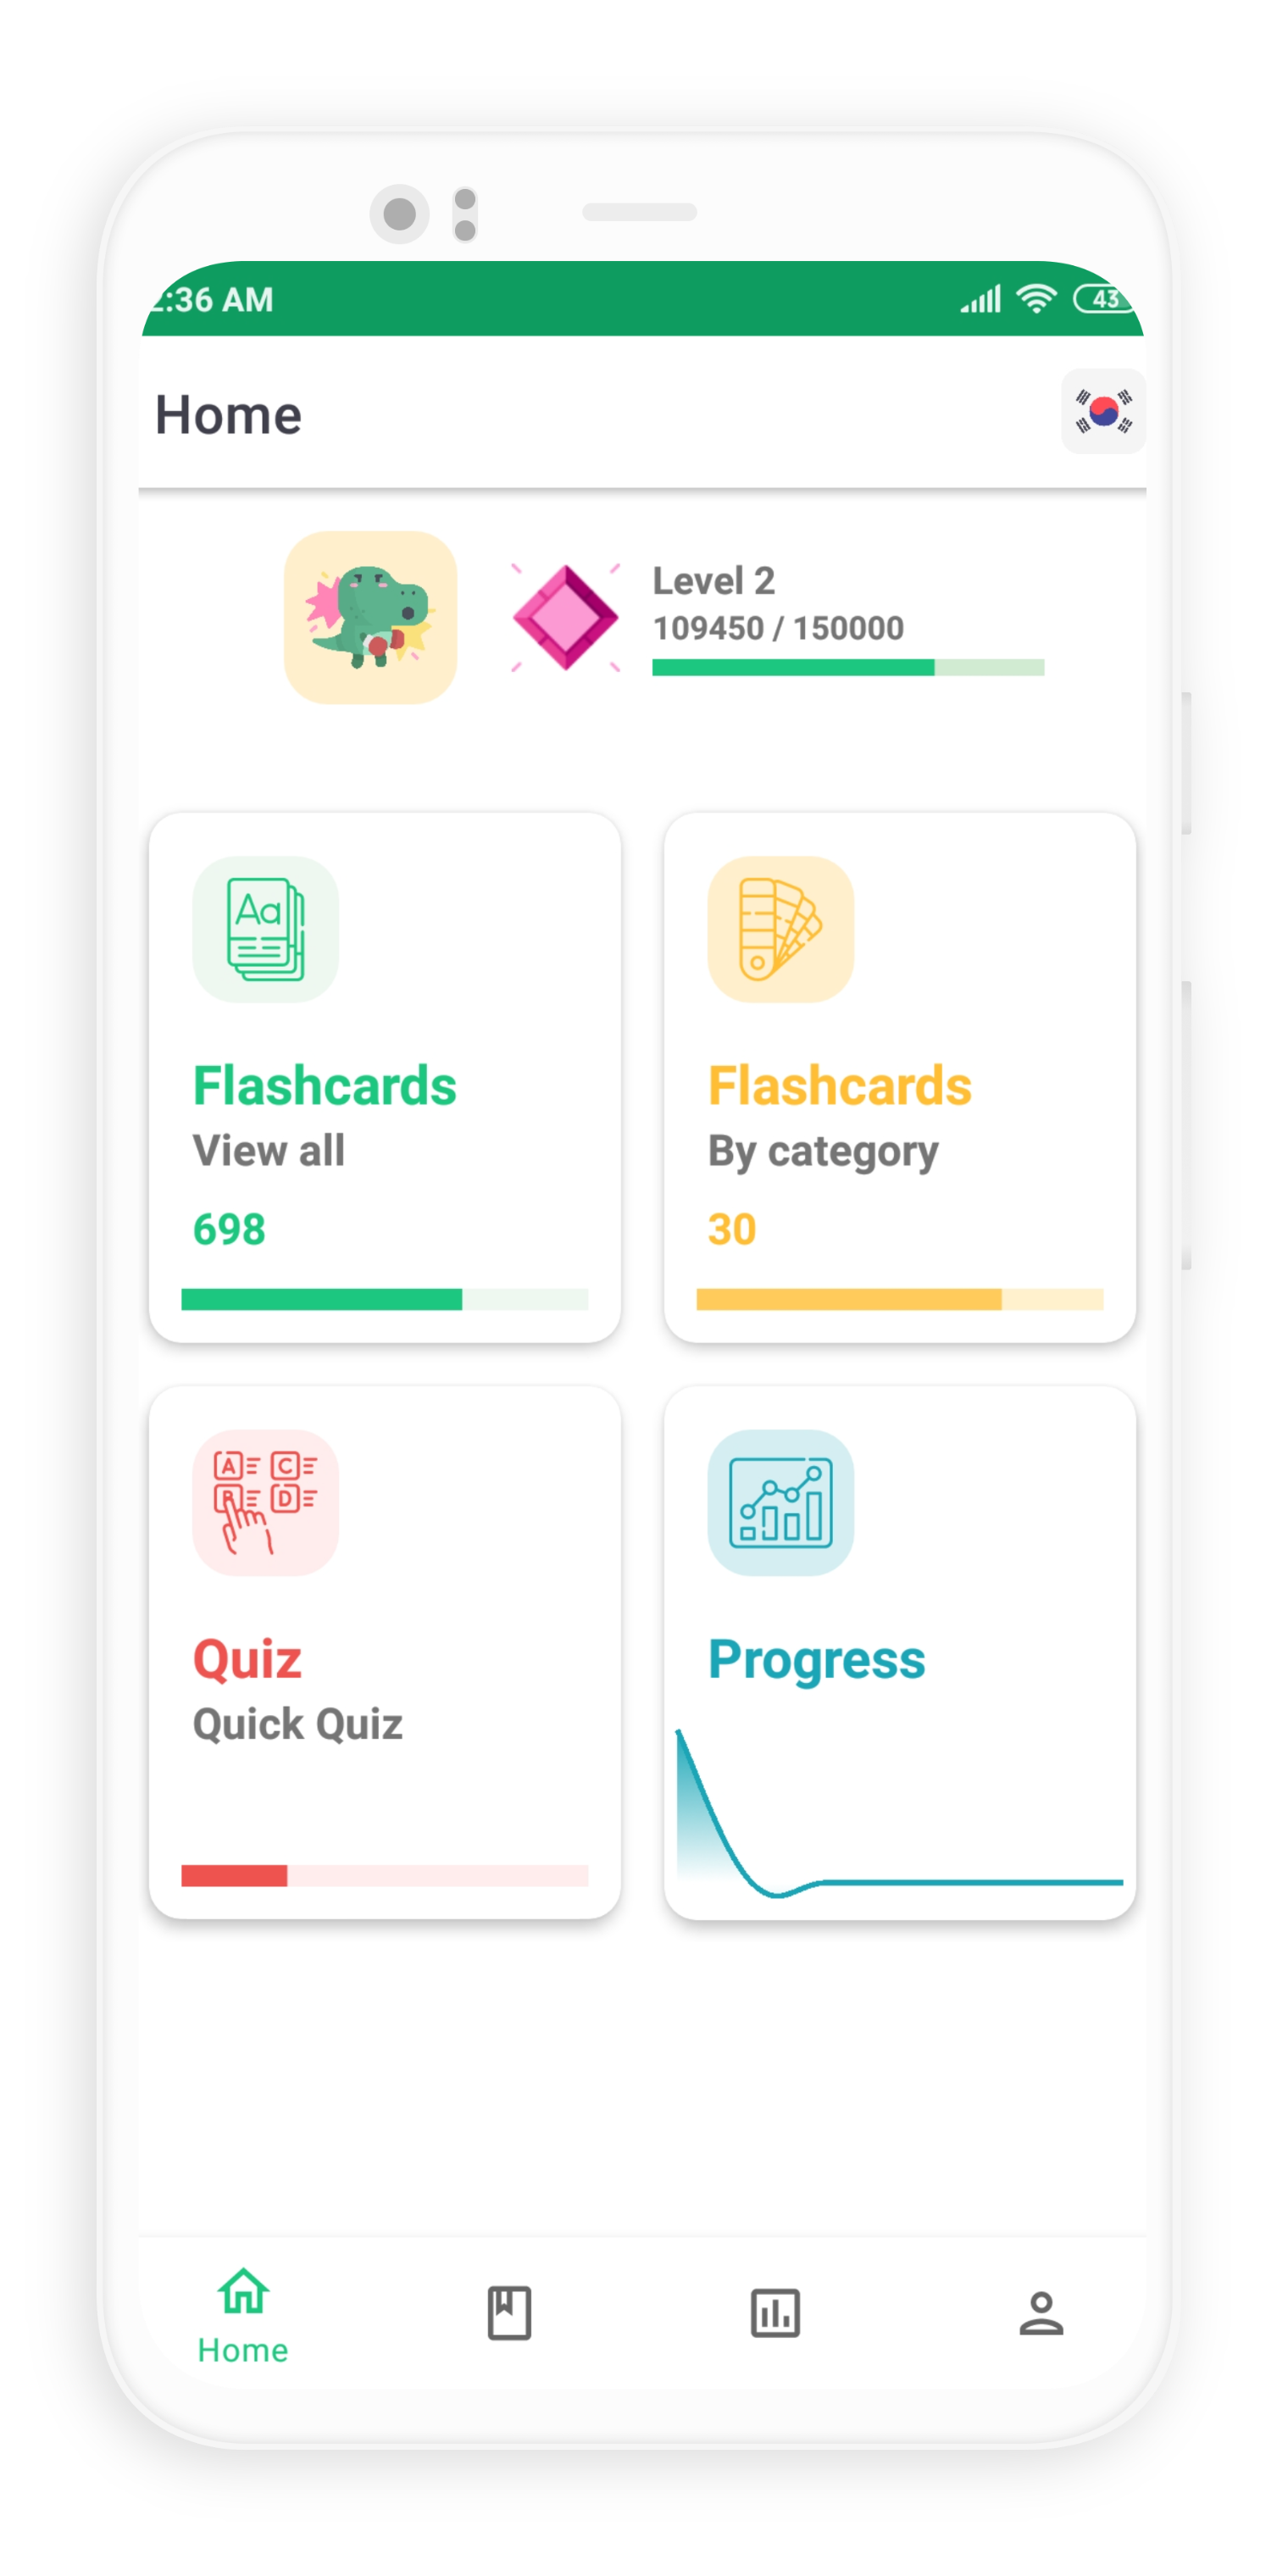 2:36 AM
43
Home
Level 2
109450 / 150000
Aa
Flashcards
View all
698
Flashcards
By category
30
A C
B D
Quiz
Quick Quiz
Progress
Home